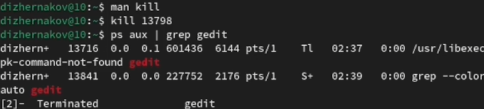 dizhernakov@10:~$ man kill
dizhernakov@10:~$ kill 13798
dizhernakov@10:~$ ps aux | grep gedit
dizhern+   13716  0.0  0.1 601436  6144 pts/1    Tl   02:37   0:00 /usr/libexec
pk-command-not-found gedit
dizhern+   13841  0.0  0.0 227752  2176 pts/1    S+   02:39   0:00 grep --color
auto gedit
[2]-  Terminated              gedit